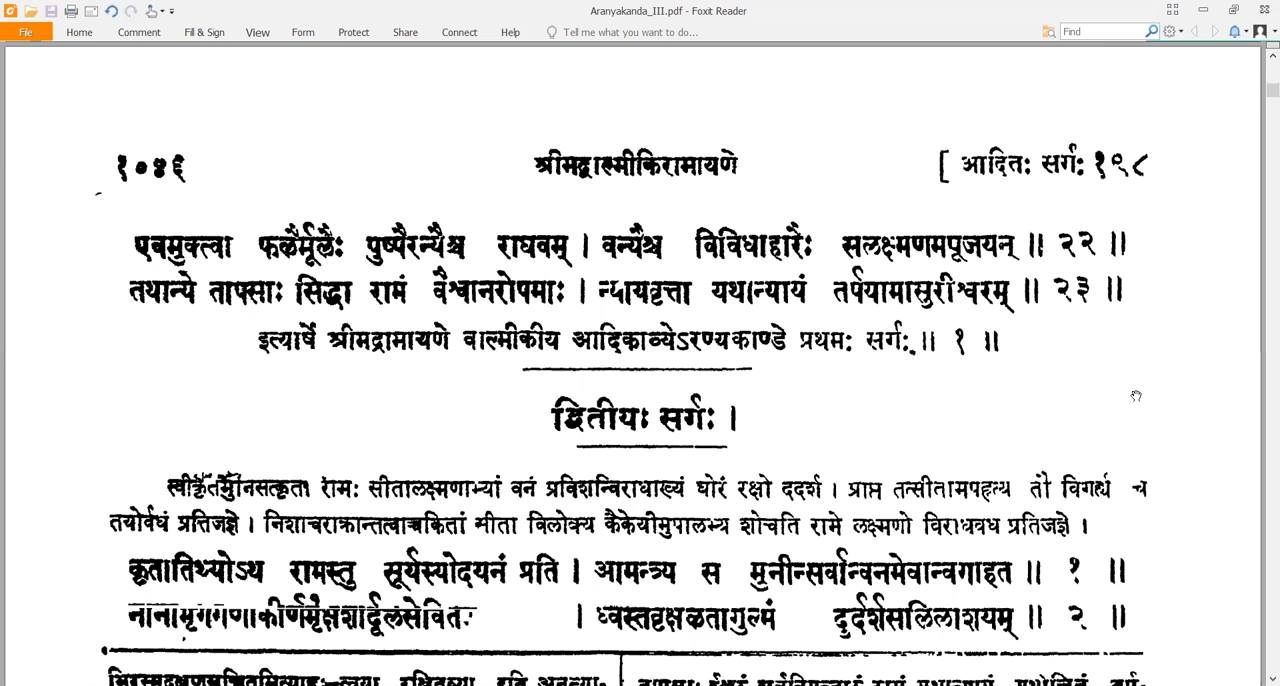 Aranyakanda_III.pdf - Foxit Reader
File Home Comment Fill & Sign View Form Protect Share Connect Help Tell me what you want to do... Find
१०४६ श्रीमद्वाल्मीकिरामायणे [ आदितः सर्गः १९८
एवमुक्त्वा फलैर्मूलैः पुष्पैरन्यैश्च राघवम् । वन्यैश्च विविधाहारैः सलक्ष्मणमपूजयन् ॥ २२ ॥
तथान्ये तापसाः सिद्धा रामं वैश्वानरोपमाः । न्यायवृत्ता यथान्यायं तर्पयामासुरीश्वरम् ॥ २३ ॥
इत्यार्षे श्रीमद्रामायणे वाल्मीकीय आदिकाव्येऽरण्यकाण्डे प्रथमः सर्गः ॥ १ ॥
द्वितीयः सर्गः ।
रामः सीतालक्ष्मणाभ्यां वनं प्रविशन्विराधाख्यं घोरं रक्षो ददर्श । प्राप्त तत्सीतामपहृत्य तौ विगर्ह्य च
तयोर्वधं प्रतिजज्ञे । विलोक्य कैकेयीमुपालभ्य शोचति रामे लक्ष्मणो विराधवध प्रतिजज्ञे ।
कृतातिथ्योऽथ रामस्तु सूर्यस्योदयनं प्रति । आमन्त्र्य स मुनीन्सर्वान्वनमेवान्वगाहत ॥ १ ॥
नानामृगगणाकीर्णमृक्षशार्दूलसेवित । ध्वस्तवृक्षलतागुल्मं दुर्दर्शसलिलाशयम् ॥ २ ॥